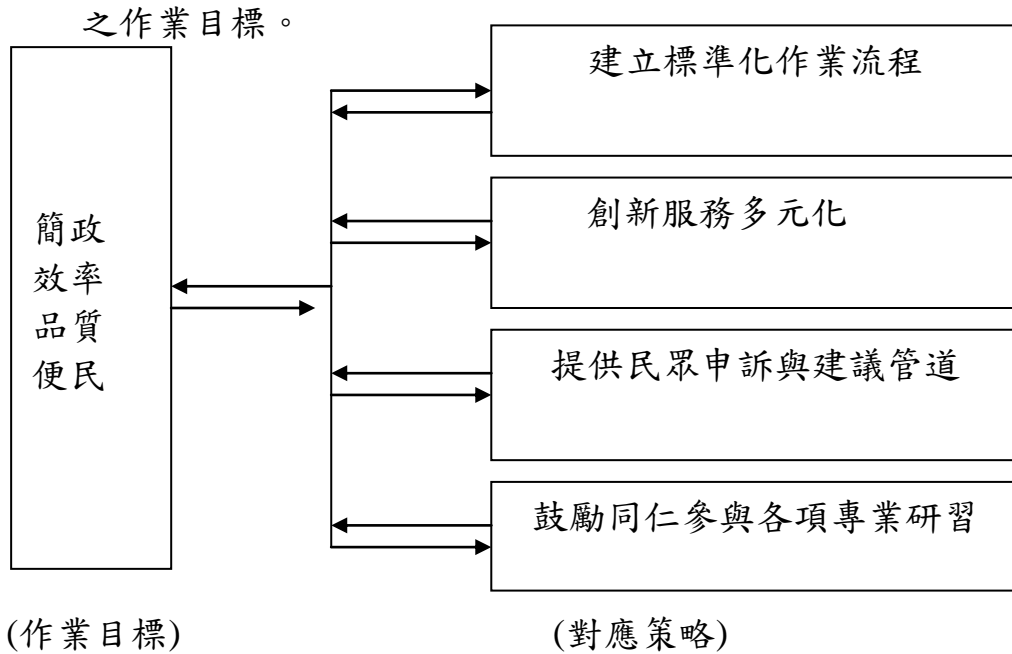 之作業目標。
建立標準化作業流程
創新服務多元化
簡政
效率
品質
便民
提供民眾申訴與建議管道
鼓勵同仁參與各項專業研習
(作業目標)
(對應策略)